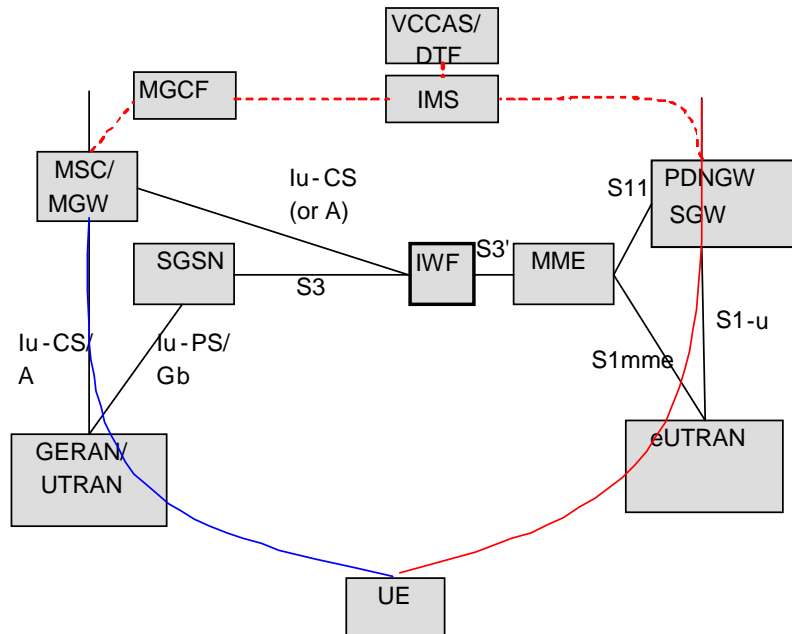 VCCAS/
DTF
MGCF
IMS
MSC/
MGW
Iu-CS
(or A)
S11
PDNGW
SGW
SGSN
S3
IWF
S3'
MME
Iu-CS/
A
Iu-PS/
Gb
S1mme
S1-u
GERAN/
UTRAN
eUTRAN
UE